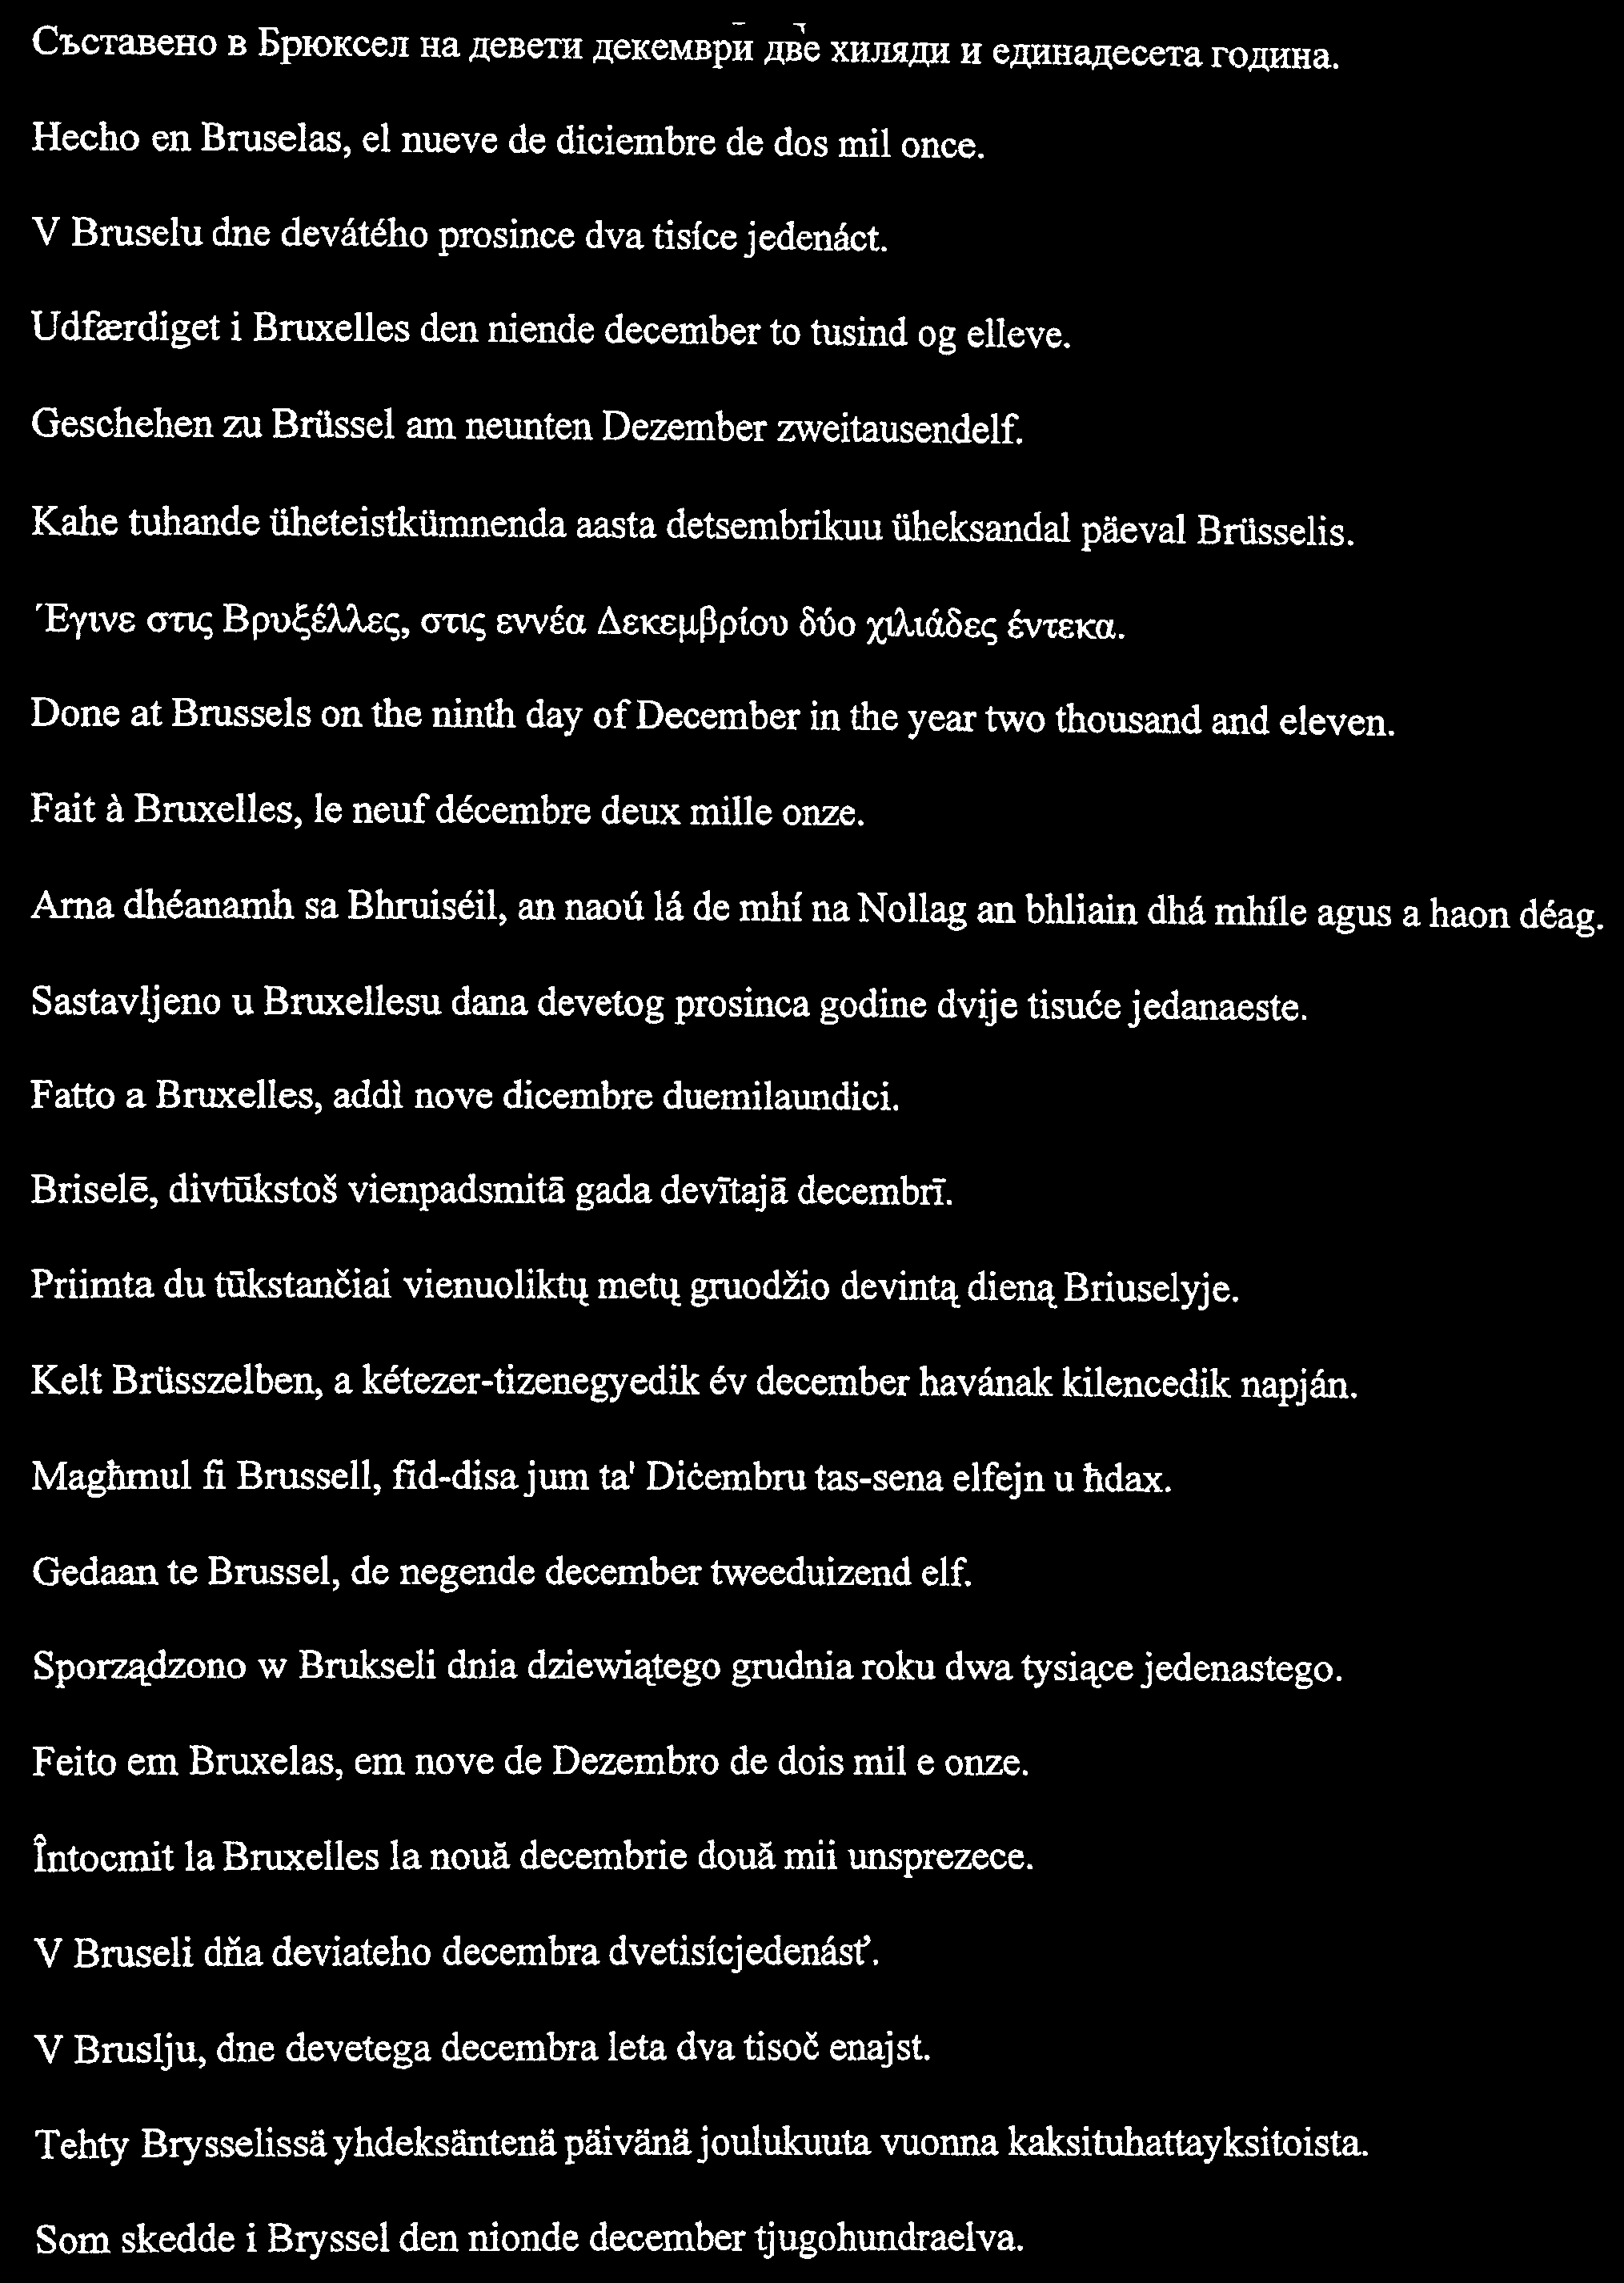 Съставено в Брюксел на девети декември две хиляди и единадесета година.
Hecho en Bruselas, el nueve de diciembre de dos mil once.
V Bruselu dne devátého prosince dva tisíce jedenáct.
Udfærdiget i Bruxelles den niende december to tusind og elleve.
Geschehen zu Brüssel am neunten Dezember zweitausendelf.
Kahe tuhande üheteistkümnenda aasta detsembrikuu üheksandal päeval Brüsselis.
Έγινε στις Βρυξέλλες, στις εννέα Δεκεμβρίου δύο χιλιάδες έντεκα.
Done at Brussels on the ninth day of December in the year two thousand and eleven.
Fait à Bruxelles, le neuf décembre deux mille onze.
Arna dhéanamh sa Bhruiséil, an naoú lá de mhí na Nollag an bhliain dhá mhíle agus a haon déag.
Sastavljeno u Bruxellesu dana devetog prosinca godine dvije tisuće jedanaeste.
Fatto a Bruxelles, addì nove dicembre duemilaundici.
Briselē, divtūkstoš vienpadsmitā gada devītajā decembrī.
Priimta du tūkstančiai vienuoliktų metų gruodžio devintą dieną Briuselyje.
Kelt Brüsszelben, a kétezer-tizenegyedik év december havának kilencedik napján.
Magħmul fi Brussell, fid-disa jum ta' Diċembru tas-sena elfejn u ħdax.
Gedaan te Brussel, de negende december tweeduizend elf.
Sporządzono w Brukseli dnia dziewiątego grudnia roku dwa tysiące jedenastego.
Feito em Bruxelas, em nove de Dezembro de dois mil e onze.
Întocmit la Bruxelles la nouă decembrie două mii unsprezece.
V Bruseli dňa deviateho decembra dvetisícjedenásť.
V Bruslju, dne devetega decembra leta dva tisoč enajst.
Tehty Brysselissä yhdeksäntenä päivänä joulukuuta vuonna kaksituhattayksitoista.
Som skedde i Bryssel den nionde december tjugohundraelva.